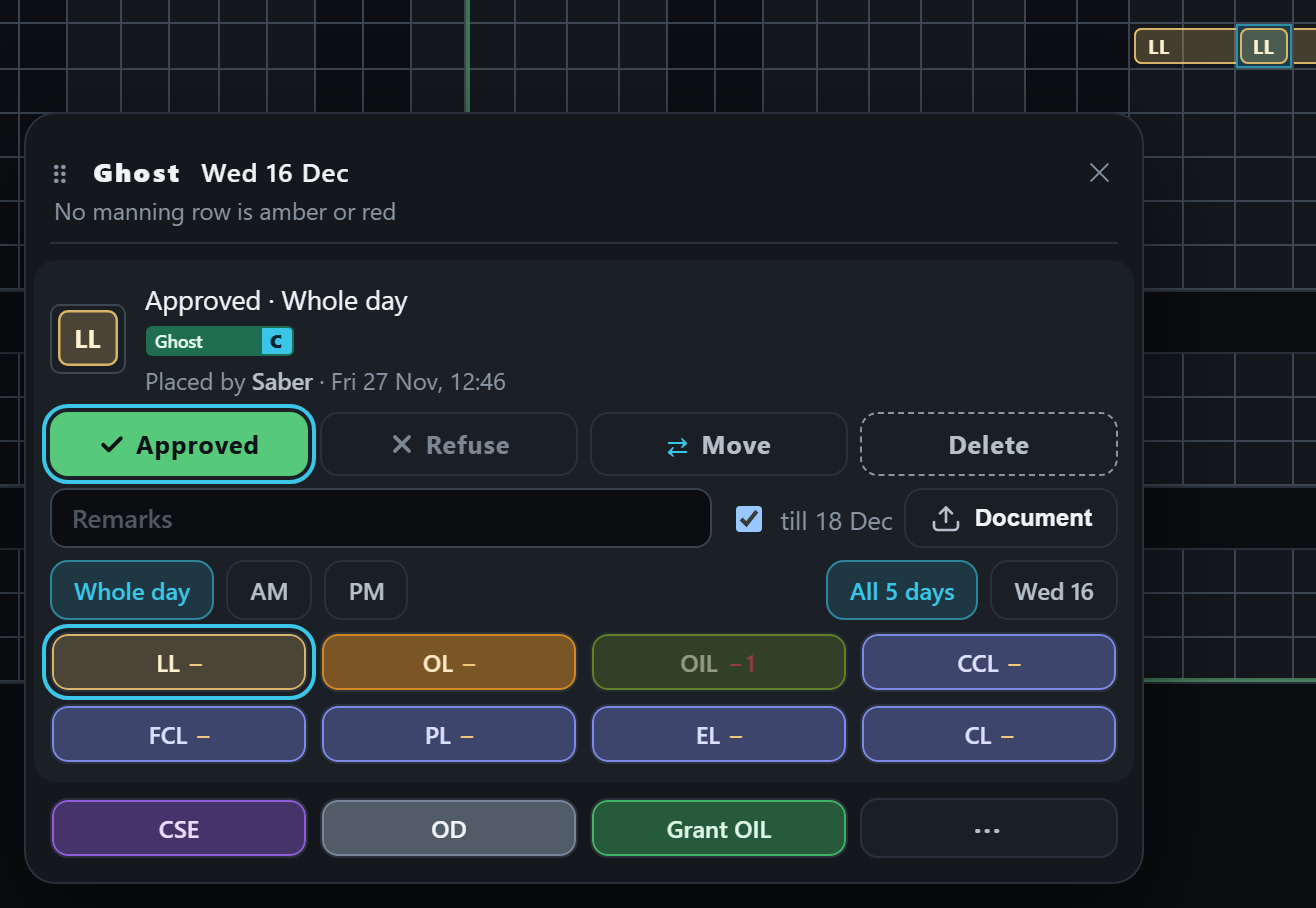 LL LL
Ghost Wed 16 Dec
No manning row is amber or red
LL
Approved · Whole day
Ghost C
Placed by Saber · Fri 27 Nov, 12:46
Approved Refuse Move Delete
Remarks till 18 Dec Document
Whole day AM PM All 5 days Wed 16
LL – OL – OIL –1 CCL –
FCL – PL – EL – CL –
CSE OD Grant OIL ...